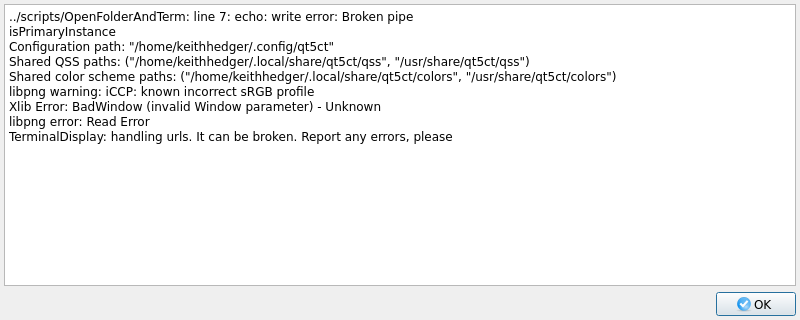 ../scripts/OpenFolderAndTerm: line 7: echo: write error: Broken pipe
isPrimaryInstance
Configuration path: "/home/keithhedger/.config/qt5ct"
Shared QSS paths: ("/home/keithhedger/.local/share/qt5ct/qss", "/usr/share/qt5ct/qss")
Shared color scheme paths: ("/home/keithhedger/.local/share/qt5ct/colors", "/usr/share/qt5ct/colors")
libpng warning: iCCP: known incorrect sRGB profile
Xlib Error: BadWindow (invalid Window parameter) - Unknown
libpng error: Read Error
TerminalDisplay: handling urls. It can be broken. Report any errors, please
OK